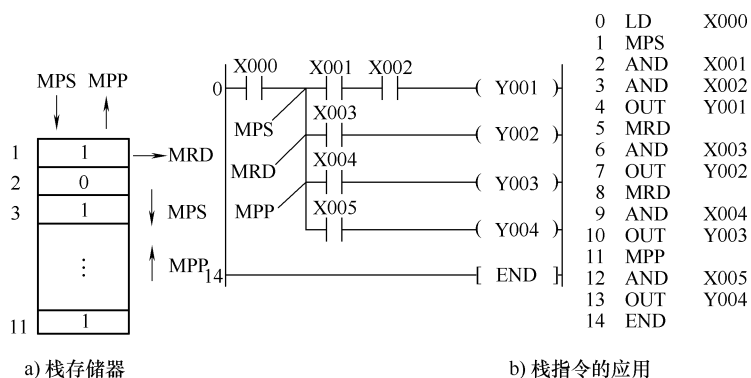 MPS MPP
1 1 MRD
2 0
3 1 MPS
⋮ MPP
11 1
a) 栈存储器
X000 X001 X002
0 Y001
MPS X003
MRD Y002
X004
MPP Y003
X005
Y004
14 END
0 LD X000
1 MPS
2 AND X001
3 AND X002
4 OUT Y001
5 MRD
6 AND X003
7 OUT Y002
8 MRD
9 AND X004
10 OUT Y003
11 MPP
12 AND X005
13 OUT Y004
14 END
b) 栈指令的应用